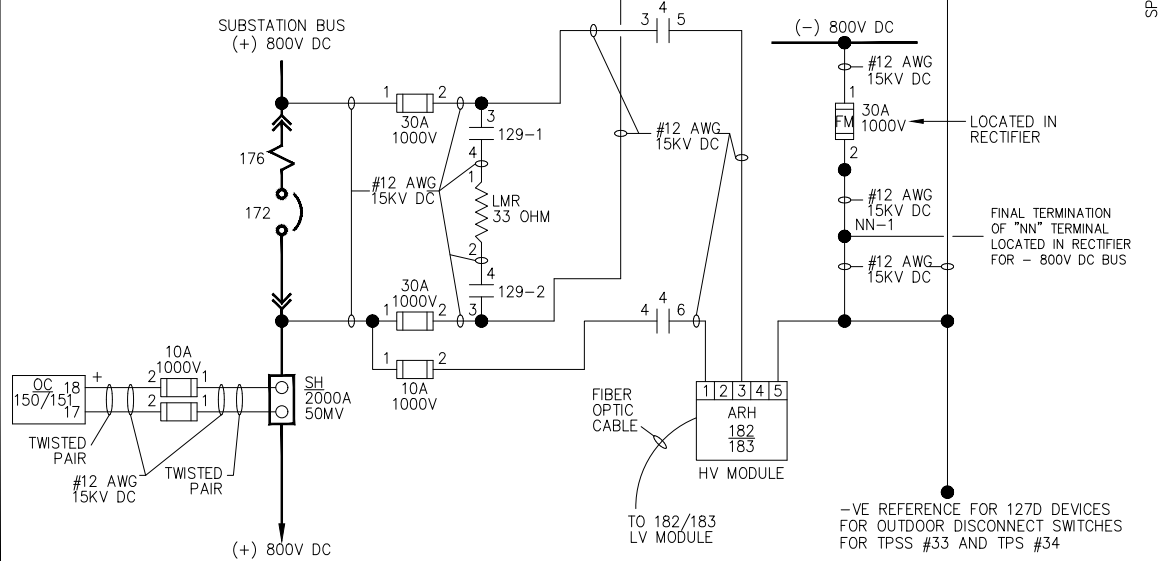 SUBSTATION BUS
(+) 800V DC
176
172
1
2
30A
1000V
3
129-1
4
1
LMR
33 OHM
2
4
129-2
3
#12 AWG
15KV DC
30A
1000V
1
2
1
2
10A
1000V
4
3
5
#12 AWG
15KV DC
4
4
6
(-) 800V DC
#12 AWG
15KV DC
1
FM
30A
1000V
2
LOCATED IN
RECTIFIER
#12 AWG
15KV DC
NN-1
FINAL TERMINATION
OF "NN" TERMINAL
LOCATED IN RECTIFIER
FOR - 800V DC BUS
#12 AWG
15KV DC
OC
150/151
18
17
+
10A
1000V
2
1
2
1
SH
2000A
50MV
TWISTED
PAIR
#12 AWG
15KV DC
TWISTED
PAIR
(+) 800V DC
FIBER
OPTIC
CABLE
1 2 3 4 5
ARH
182
183
HV MODULE
TO 182/183
LV MODULE
-VE REFERENCE FOR 127D DEVICES
FOR OUTDOOR DISCONNECT SWITCHES
FOR TPSS #33 AND TPS #34
SP